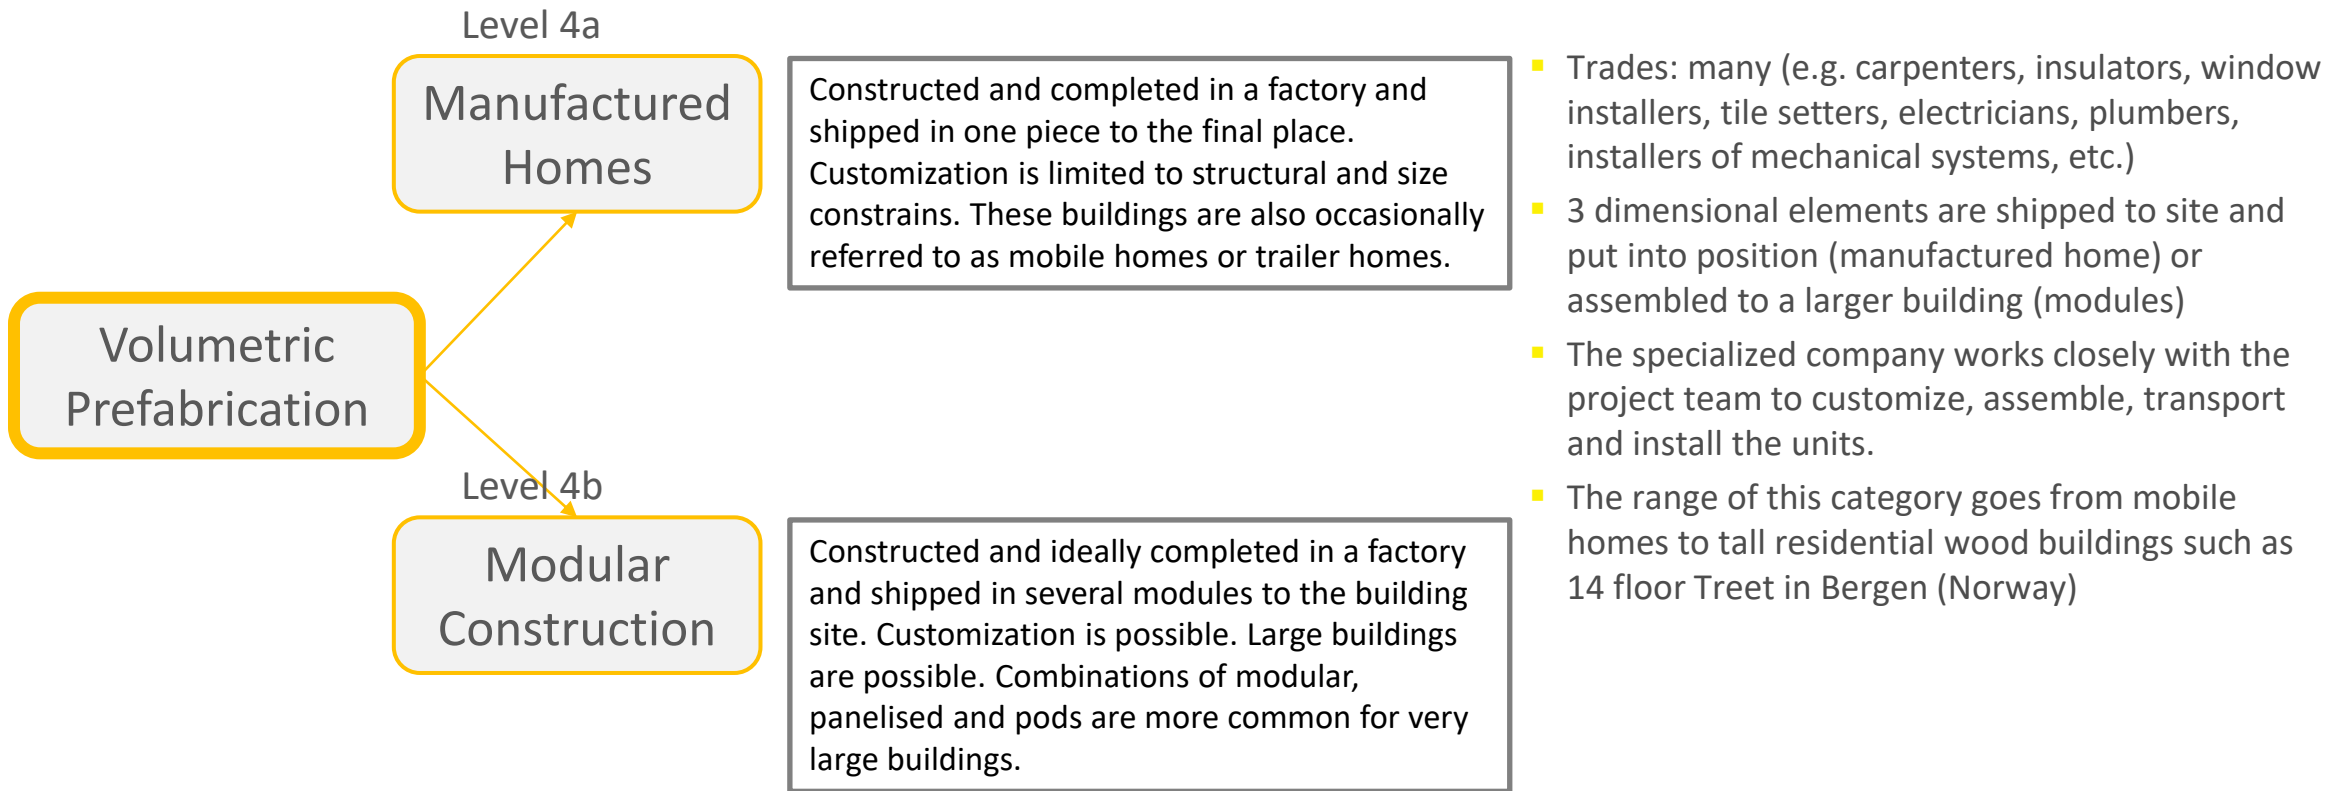 Level 4a
Manufactured
Homes
Constructed and completed in a factory and
shipped in one piece to the final place.
Customization is limited to structural and size
constrains. These buildings are also occasionally
referred to as mobile homes or trailer homes.
Volumetric
Prefabrication
Level 4b
Modular
Construction
Constructed and ideally completed in a factory
and shipped in several modules to the building
site. Customization is possible. Large buildings
are possible. Combinations of modular,
panelised and pods are more common for very
large buildings.
▪ Trades: many (e.g. carpenters, insulators, window
installers, tile setters, electricians, plumbers,
installers of mechanical systems, etc.)
▪ 3 dimensional elements are shipped to site and
put into position (manufactured home) or
assembled to a larger building (modules)
▪ The specialized company works closely with the
project team to customize, assemble, transport
and install the units.
▪ The range of this category goes from mobile
homes to tall residential wood buildings such as
14 floor Treet in Bergen (Norway)